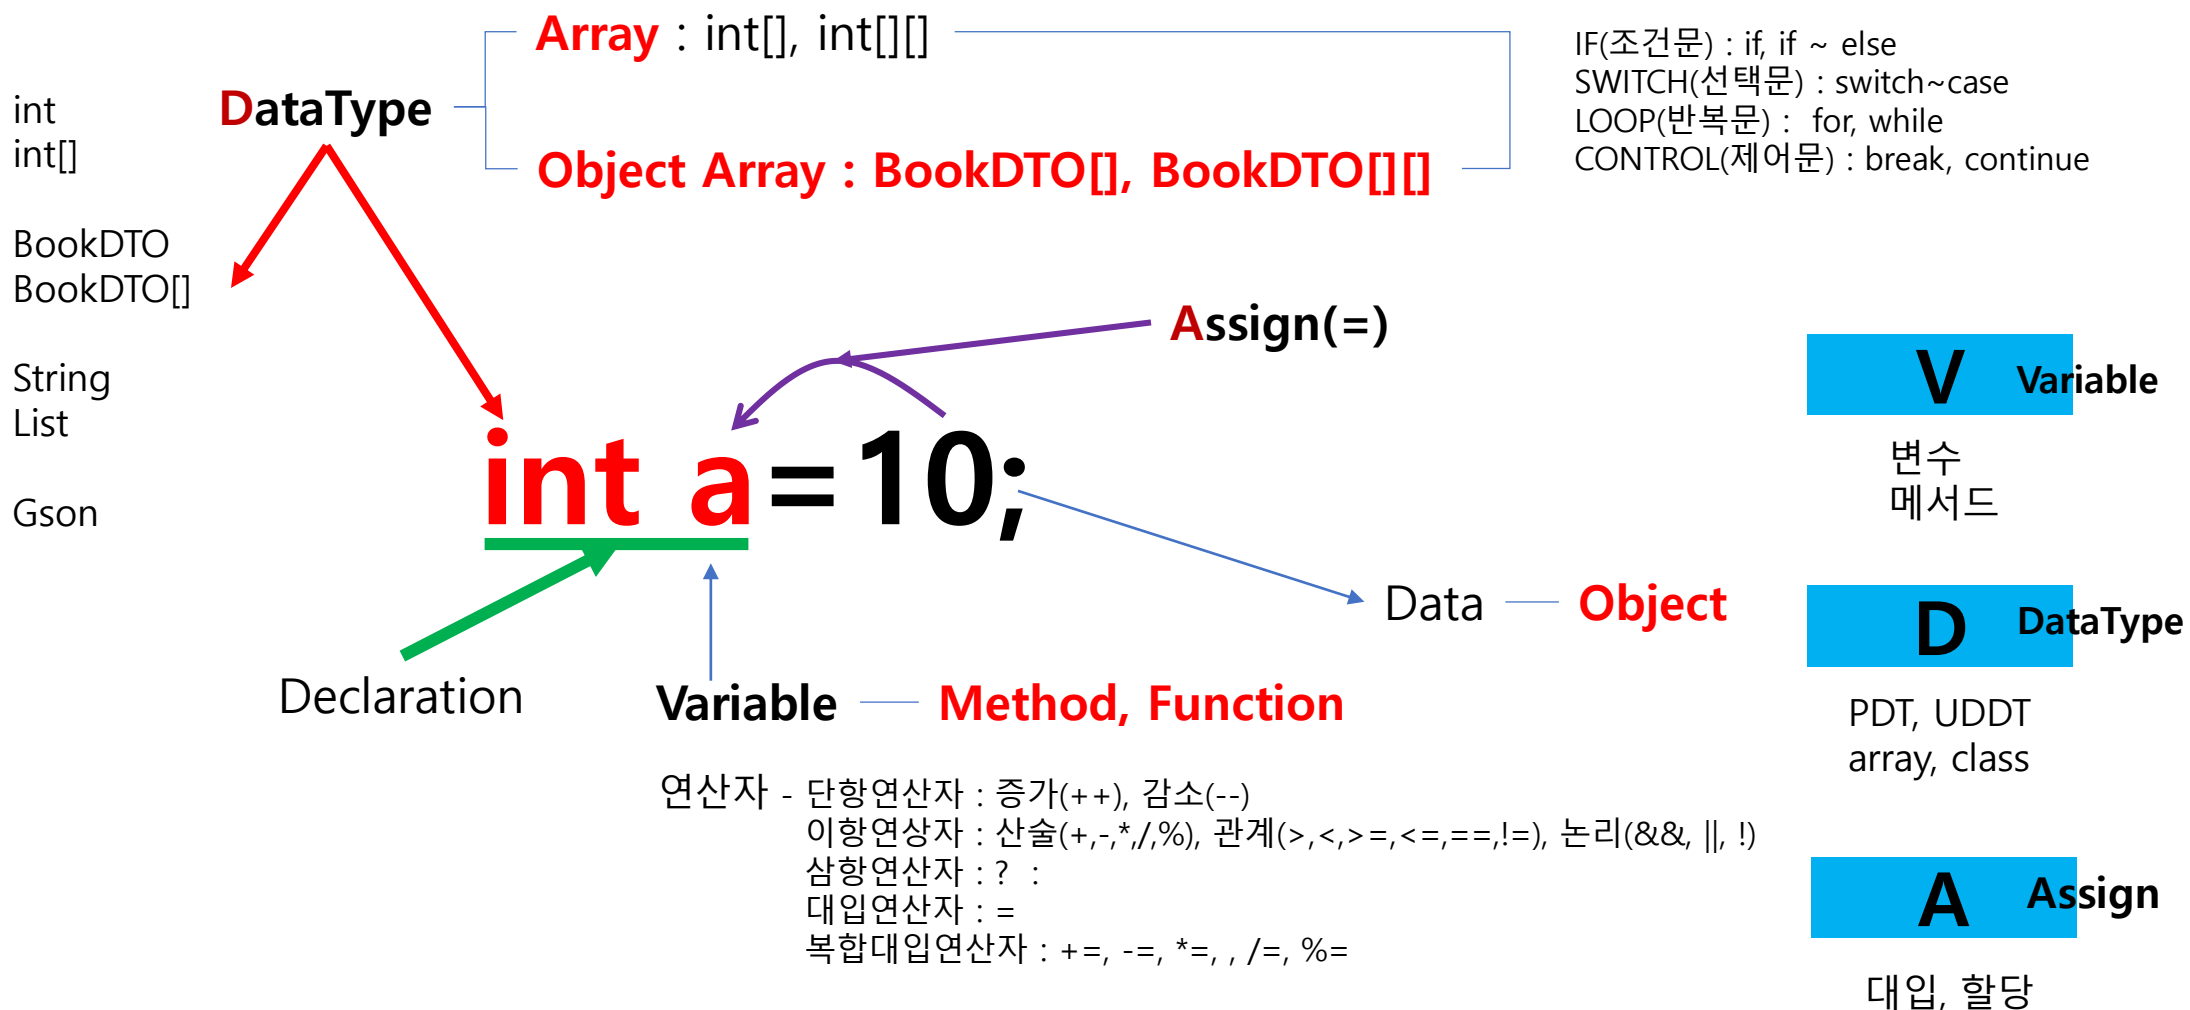 Array : int[], int[][]
DataType
Object Array : BookDTO[], BookDTO[][]
IF(조건문) : if, if ~ else
SWITCH(선택문) : switch~case
LOOP(반복문) :  for, while
CONTROL(제어문) : break, continue
int
int[]
BookDTO
BookDTO[]
String
List
Gson
Assign(=)
int a=10;
Declaration
Variable
Method, Function
Data
Object
연산자 - 단항연산자 : 증가(++), 감소(--)
이항연상자 : 산술(+,-,*,/,%), 관계(>,<,>=,<=,==,!=), 논리(&&, ||, !)
삼항연산자 : ?  :
대입연산자 : =
복합대입연산자 : +=, -=, *=, , /=, %=
V Variable
변수
메서드
D DataType
PDT, UDDT
array, class
A Assign
대입, 할당